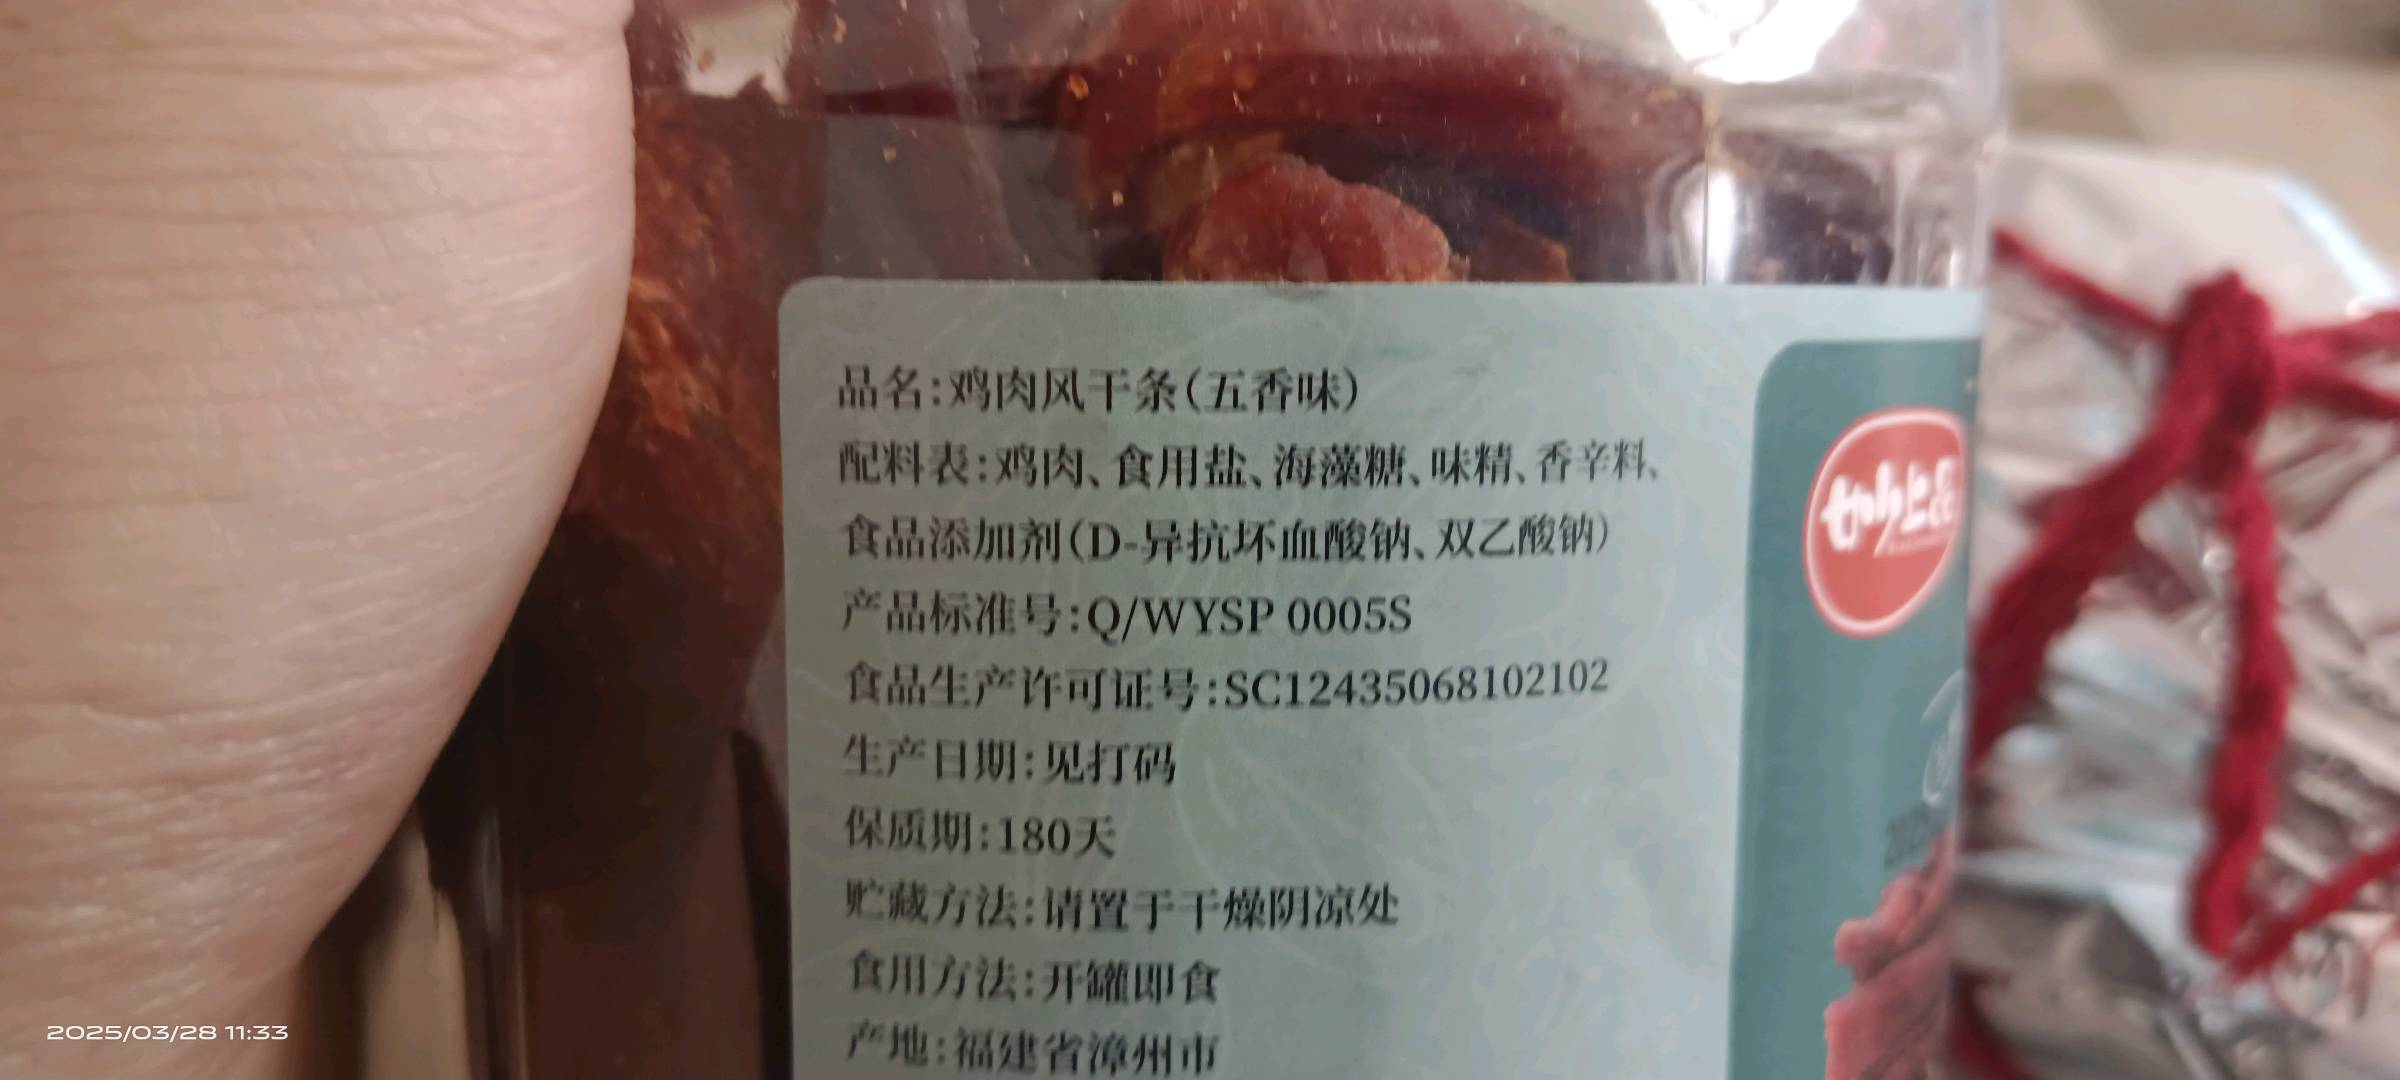 品名:鸡肉风干条(五香味)
配料表:鸡肉、食用盐、海藻糖、味精、香辛料、
食品添加剂(D-异抗坏血酸钠、双乙酸钠)
产品标准号:Q/WYSP 0005S
食品生产许可证号:SC12435068102102
生产日期:见打码
保质期:180天
贮藏方法:请置于干燥阴凉处
食用方法:开罐即食
产地:福建省漳州市
妙上品
2025/03/28 11:33